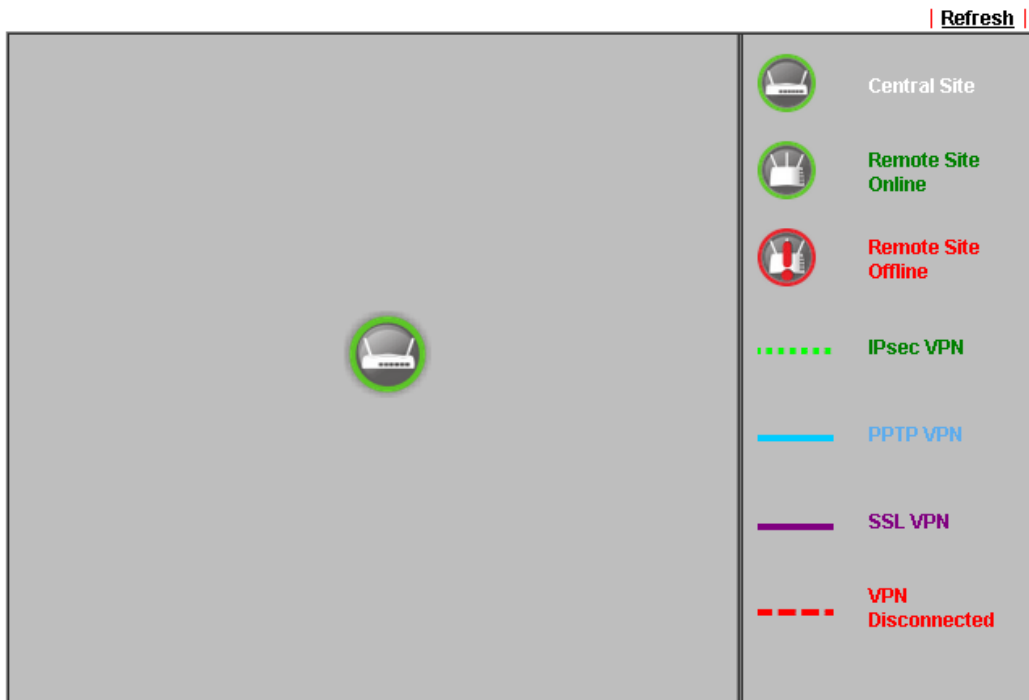 | Refresh |
Central Site
Remote Site
Online
Remote Site
Offline
IPsec VPN
PPTP VPN
SSL VPN
VPN
Disconnected